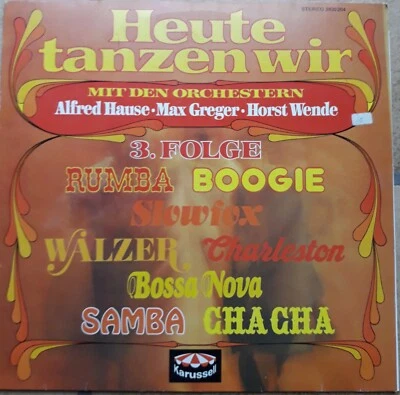 Heute
tanzen wir
MIT DEN ORCHESTERN
Alfred Hause · Max Greger · Horst Wende
3. FOLGE
RUMBA BOOGIE
Slowfox
WALZER Charleston
Bossa Nova
SAMBA CHA CHA
Karussell